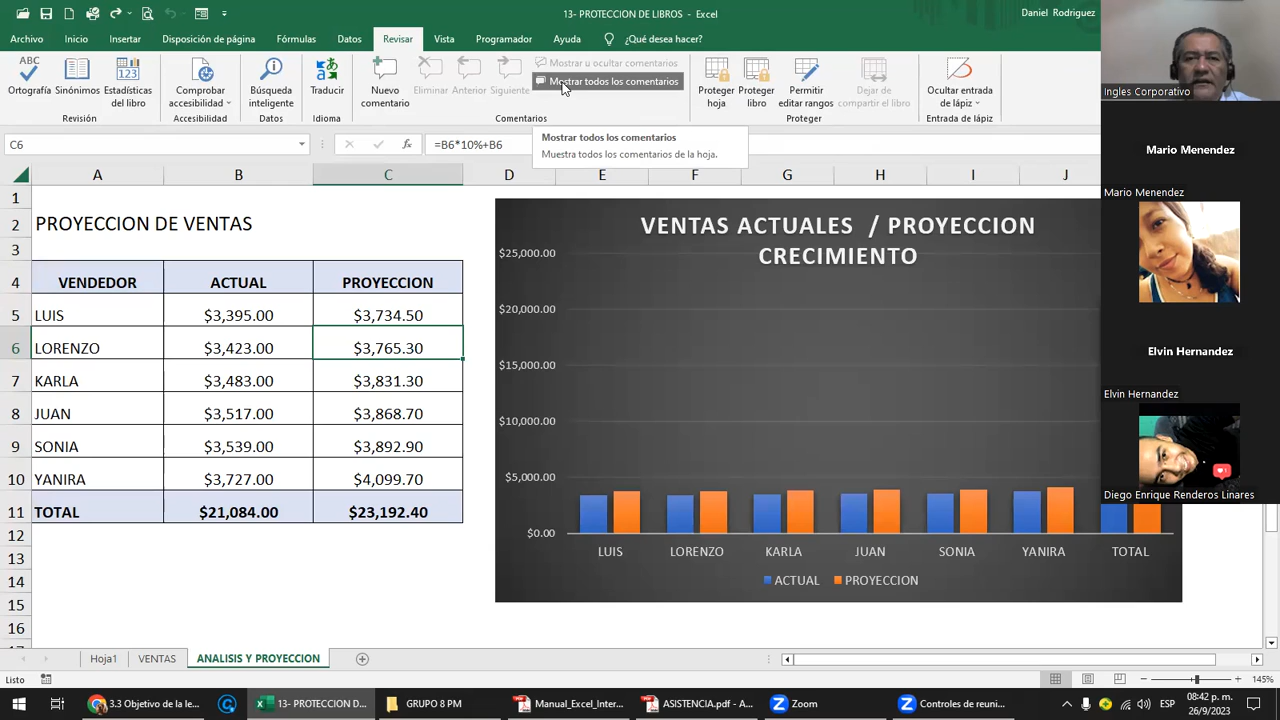 13- PROTECCION DE LIBROS - Excel
Daniel Rodriguez
Archivo Inicio Insertar Disposición de página Fórmulas Datos Revisar Vista Programador Ayuda ¿Qué desea hacer?
ABC
Ortografía
Sinónimos
Estadísticas
del libro
Revisión
Comprobar
accesibilidad
Accesibilidad
Búsqueda
inteligente
Datos
Traducir
Idioma
Nuevo
comentario
Eliminar
Anterior
Siguiente
Mostrar u ocultar comentarios
Mostrar todos los comentarios
Comentarios
Proteger
hoja
Proteger
libro
Permitir
editar rangos
Dejar de
compartir el libro
Proteger
Ocultar entrada
de lápiz
Entrada de lápiz
C6
fx
=B6*10%+B6
Mostrar todos los comentarios
Muestra todos los comentarios de la hoja.
A B C D E F G H I J
1
2 PROYECCION DE VENTAS
3
4 VENDEDOR ACTUAL PROYECCION
5 LUIS $3,395.00 $3,734.50
6 LORENZO $3,423.00 $3,765.30
7 KARLA $3,483.00 $3,831.30
8 JUAN $3,517.00 $3,868.70
9 SONIA $3,539.00 $3,892.90
10 YANIRA $3,727.00 $4,099.70
11 TOTAL $21,084.00 $23,192.40
12
13
14
15
16
VENTAS ACTUALES / PROYECCION
CRECIMIENTO
$25,000.00
$20,000.00
$15,000.00
$10,000.00
$5,000.00
$0.00
LUIS LORENZO KARLA JUAN SONIA YANIRA TOTAL
ACTUAL PROYECCION
Ingles Corporativo
Mario Menendez
Mario Menendez
Elvin Hernandez
Elvin Hernandez
Diego Enrique Renderos Linares
Hoja1 VENTAS ANALISIS Y PROYECCION
Listo
145%
3.3 Objetivo de la le...
13- PROTECCION D...
GRUPO 8 PM
Manual_Excel_Inter...
ASISTENCIA.pdf - A...
Zoom
Controles de reuni...
ESP
08:42 p. m.
26/9/2023